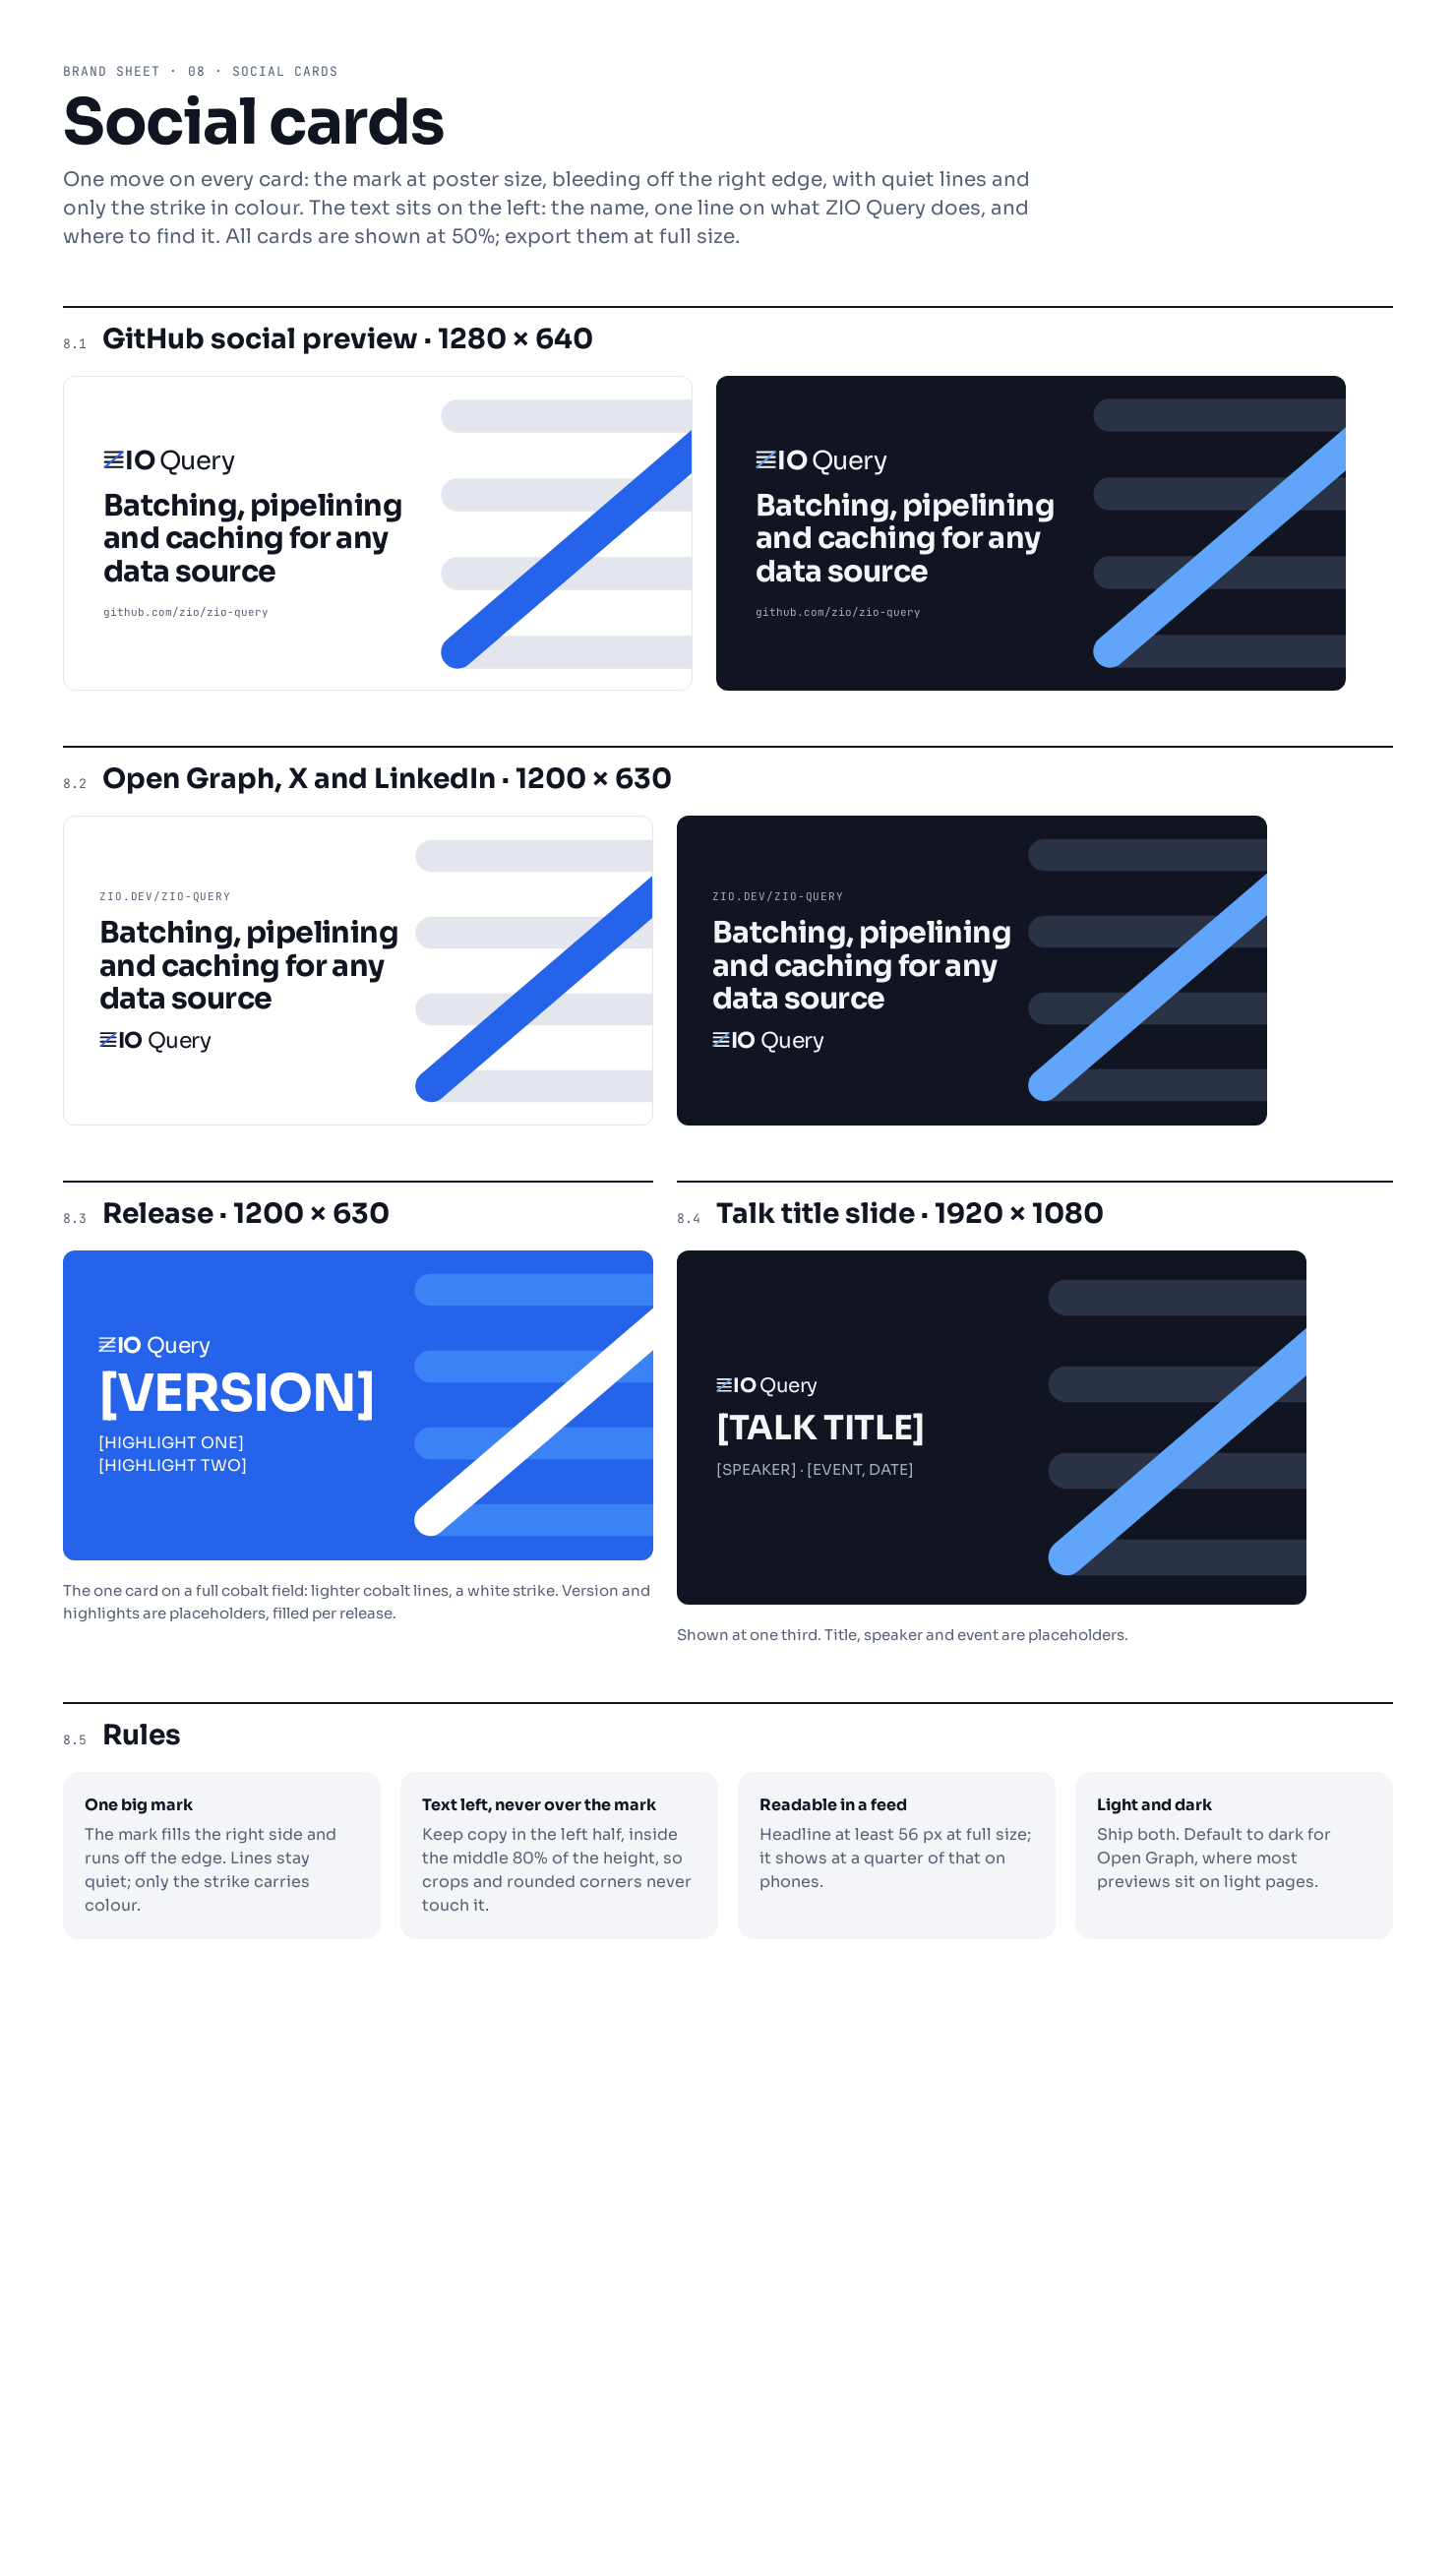 BRAND SHEET · 08 · SOCIAL CARDS
Social cards
One move on every card: the mark at poster size, bleeding off the right edge, with quiet lines and
only the strike in colour. The text sits on the left: the name, one line on what ZIO Query does, and
where to find it. All cards are shown at 50%; export them at full size.
8.1 GitHub social preview · 1280 × 640
ZIO Query
Batching, pipelining
and caching for any
data source
github.com/zio/zio-query
ZIO Query
Batching, pipelining
and caching for any
data source
github.com/zio/zio-query
8.2 Open Graph, X and LinkedIn · 1200 × 630
ZIO.DEV/ZIO-QUERY
Batching, pipelining
and caching for any
data source
ZIO Query
ZIO.DEV/ZIO-QUERY
Batching, pipelining
and caching for any
data source
ZIO Query
8.3 Release · 1200 × 630
ZIO Query
[VERSION]
[HIGHLIGHT ONE]
[HIGHLIGHT TWO]
The one card on a full cobalt field: lighter cobalt lines, a white strike. Version and
highlights are placeholders, filled per release.
8.4 Talk title slide · 1920 × 1080
ZIO Query
[TALK TITLE]
[SPEAKER] · [EVENT, DATE]
Shown at one third. Title, speaker and event are placeholders.
8.5 Rules
One big mark
The mark fills the right side and
runs off the edge. Lines stay
quiet; only the strike carries
colour.
Text left, never over the mark
Keep copy in the left half, inside
the middle 80% of the height, so
crops and rounded corners never
touch it.
Readable in a feed
Headline at least 56 px at full size;
it shows at a quarter of that on
phones.
Light and dark
Ship both. Default to dark for
Open Graph, where most
previews sit on light pages.